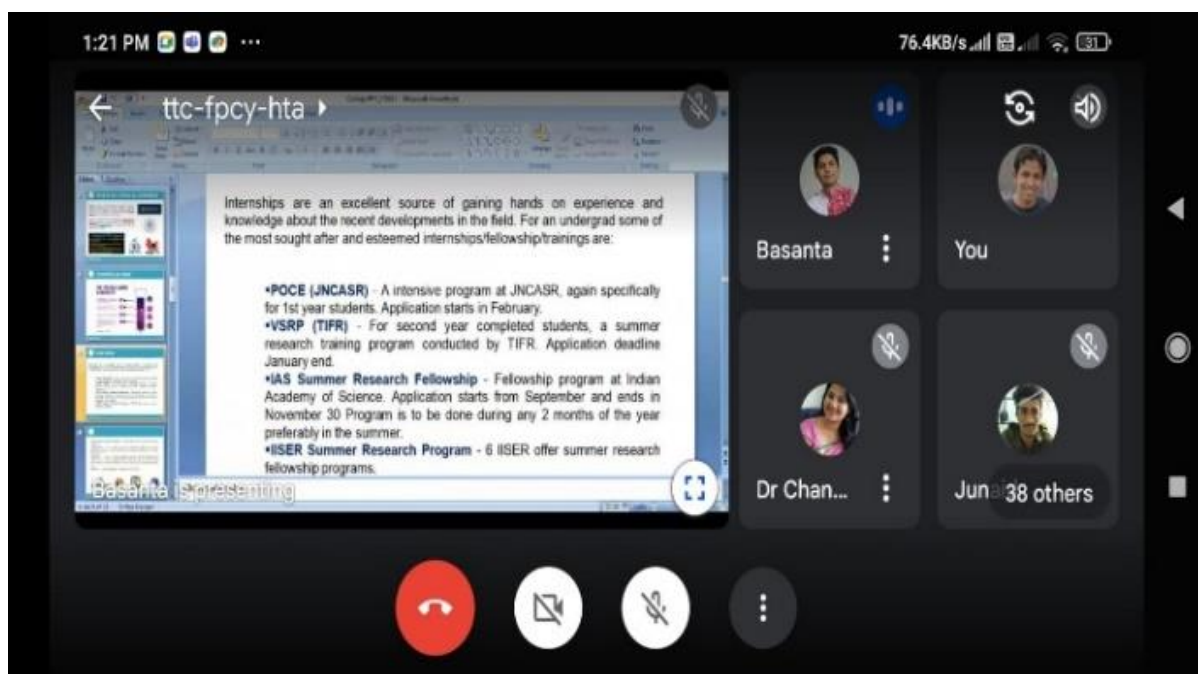 1:21 PM
76.4KB/s
31
ttc-fpcy-hta
Internships are an excellent source of gaining hands on experience and
knowledge about the recent developments in the field. For an undergrad some of
the most sought after and esteemed internships/fellowship/trainings are:
▪POCE (JNCASR) - A intensive program at JNCASR, again specifically
for 1st year students. Application starts in February.
▪VSRP (TIFR) - For second year completed students, a summer
research training program conducted by TIFR. Application deadline
January end.
▪IAS Summer Research Fellowship - Fellowship program at Indian
Academy of Science. Application starts from September and ends in
November 30 Program is to be done during any 2 months of the year
preferably in the summer.
▪IISER Summer Research Program - 6 IISER offer summer research
fellowship programs.
Basanta is presenting
Basanta
You
Dr Chan...
Jun
38 others